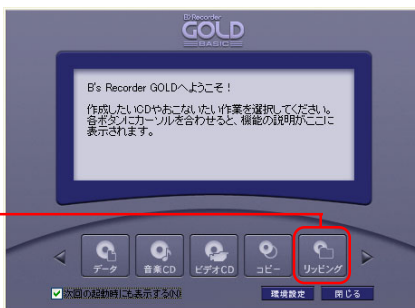 B's Recorder
GOLD
BASIC
B's Recorder GOLDへようこそ！
作成したいCDやおこないたい作業を選択してください。
各ボタンにカーソルを合わせると、機能の説明がここに
表示されます。
データ
音楽CD
ビデオCD
コピー
リッピング
次回の起動時にも表示する(N)
環境設定
閉じる